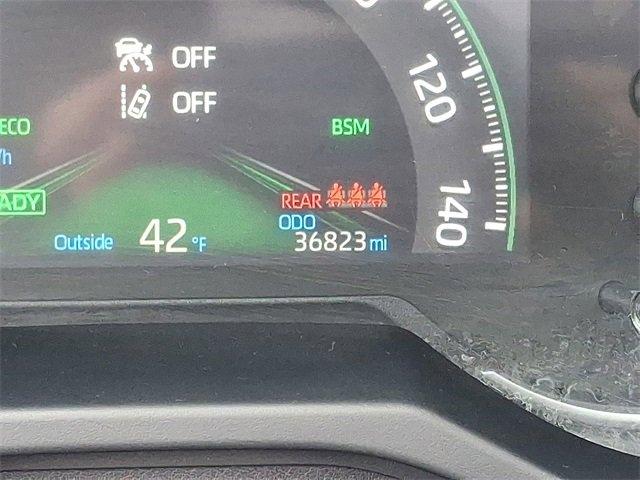 OFF
OFF
120
ECO
BSM
/h
ADY
REAR
140
ODO
Outside 42 °F
36823 mi